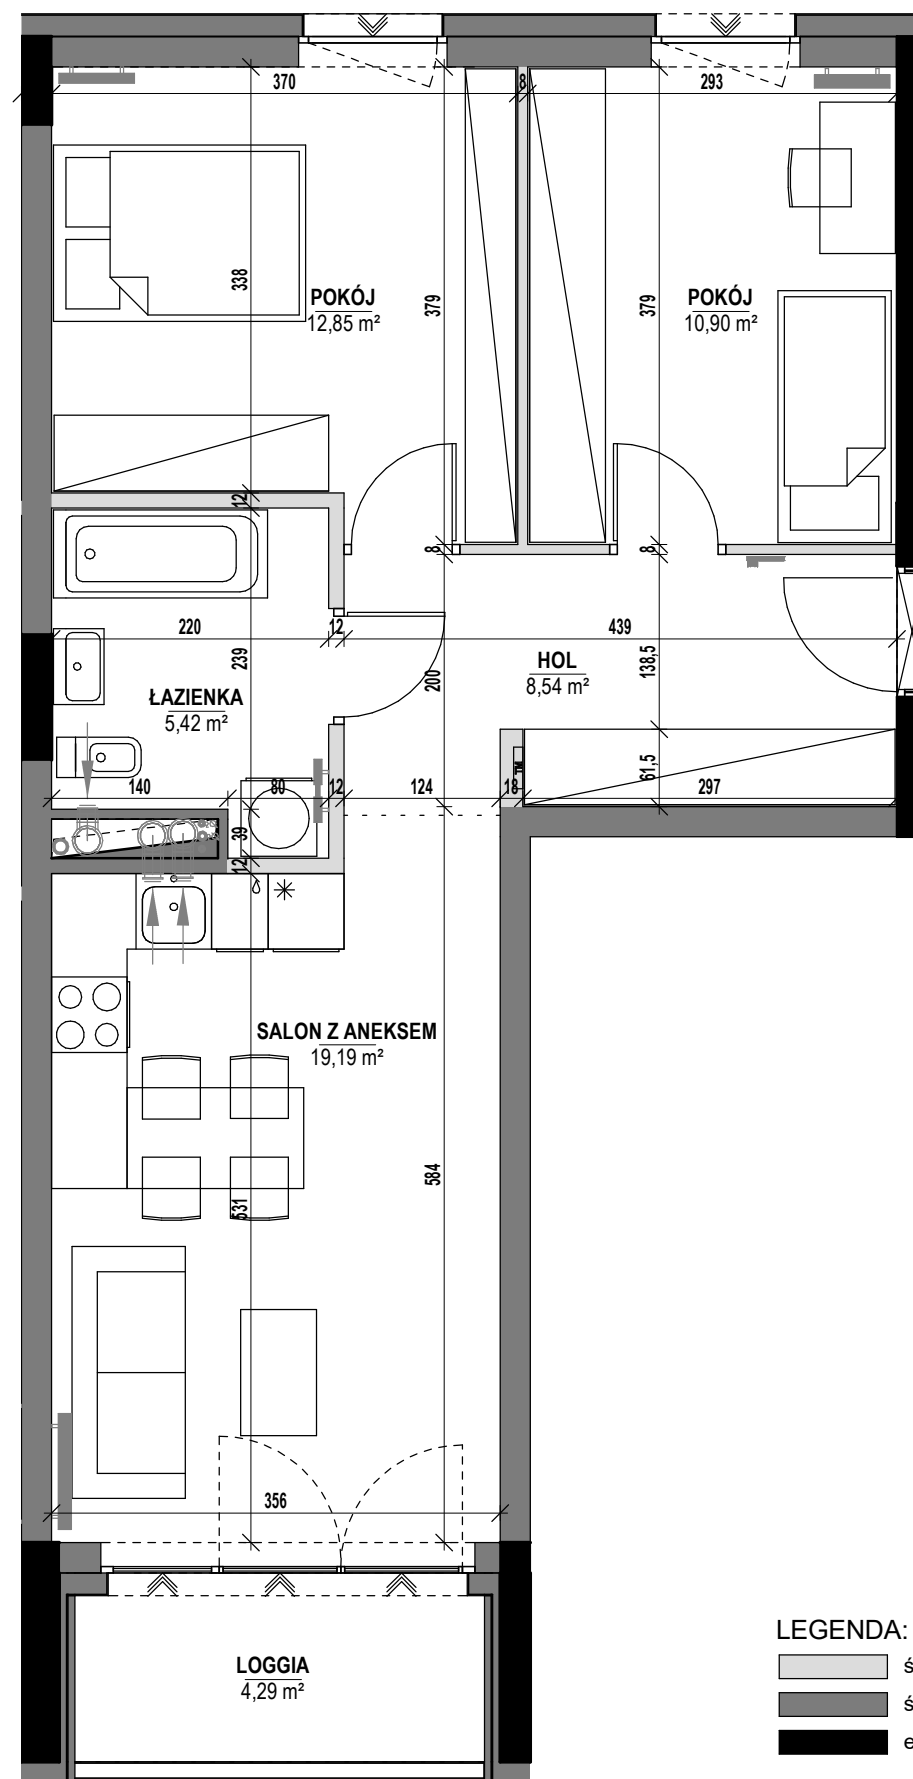 370
8
293
338
379
379
POKÓJ
12,85 m²
POKÓJ
10,90 m²
12
8
8
220
12
439
239
200
138,5
HOL
8,54 m²
ŁAZIENKA
5,42 m²
61,5
TM
140
80
12
124
18
297
39
12
SALON Z ANEKSEM
19,19 m²
584
531
356
LOGGIA
4,29 m²
LEGENDA:
ś
ś
e